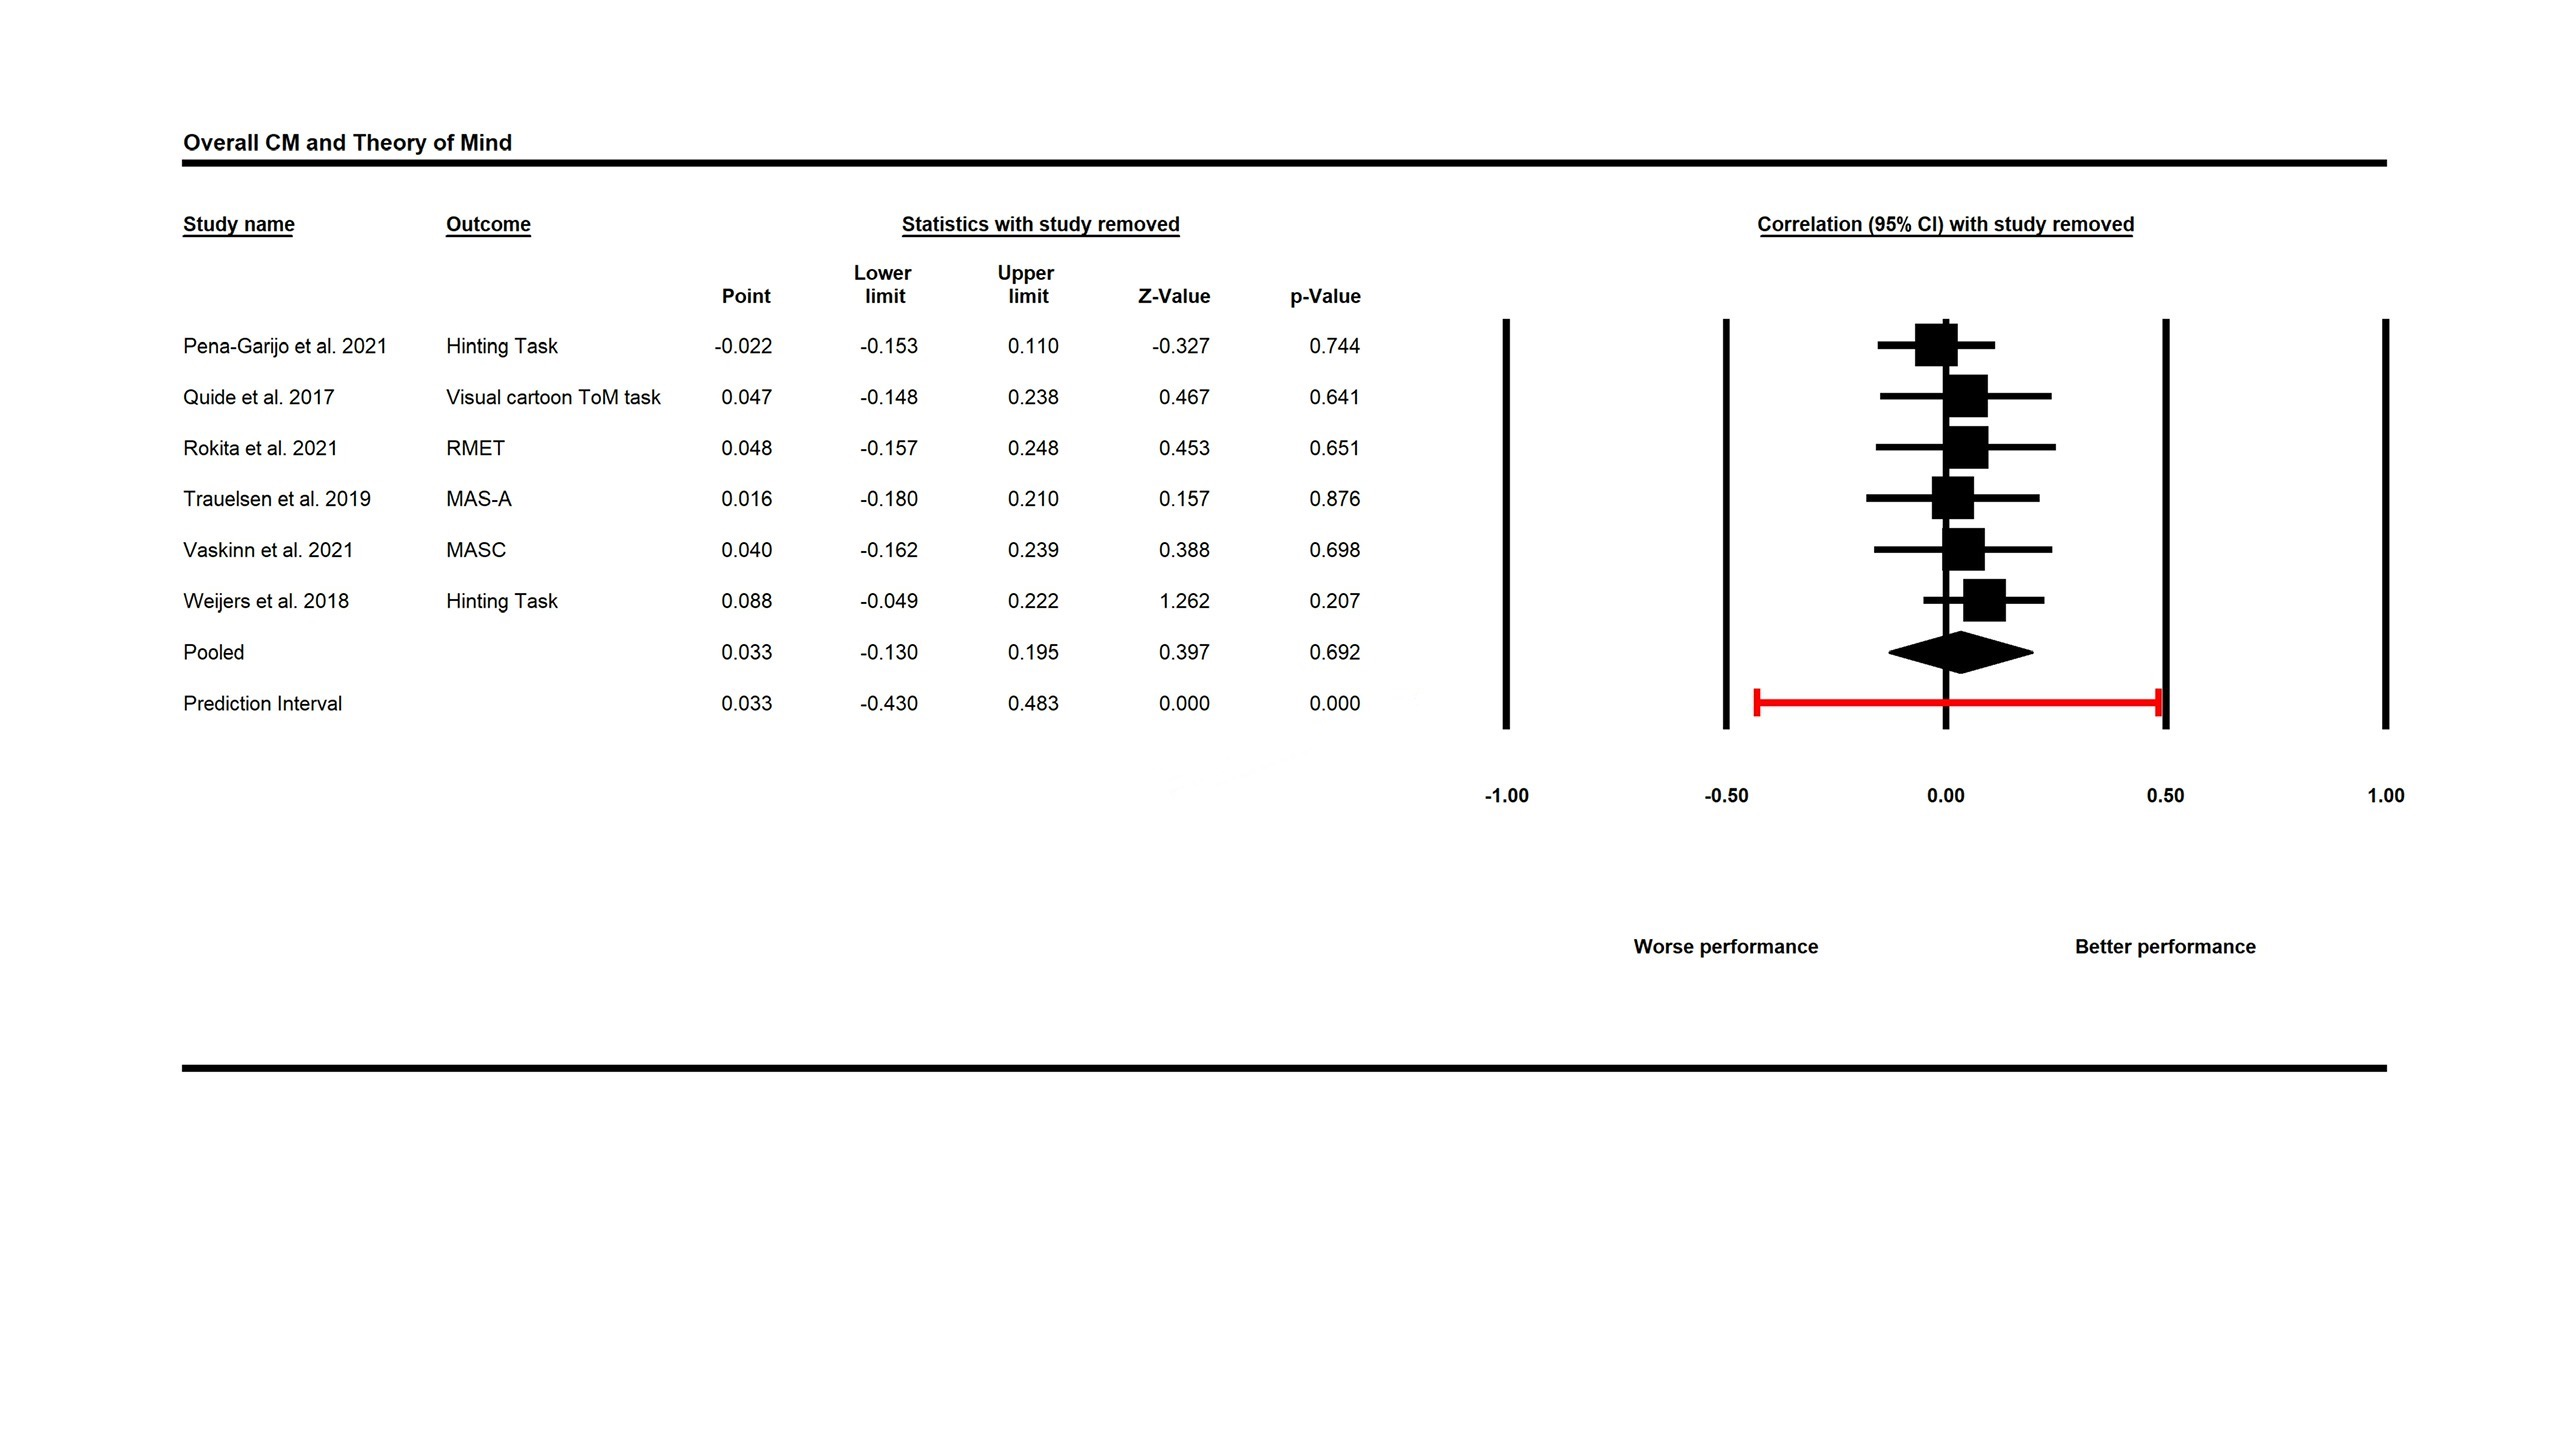 Overall CM and Theory of Mind
Study name Outcome Statistics with study removed Correlation (95% CI) with study removed
Lower Upper
Point limit limit Z-Value p-Value
Pena-Garijo et al. 2021 Hinting Task -0.022 -0.153 0.110 -0.327 0.744
Quide et al. 2017 Visual cartoon ToM task 0.047 -0.148 0.238 0.467 0.641
Rokita et al. 2021 RMET 0.048 -0.157 0.248 0.453 0.651
Trauelsen et al. 2019 MAS-A 0.016 -0.180 0.210 0.157 0.876
Vaskinn et al. 2021 MASC 0.040 -0.162 0.239 0.388 0.698
Weijers et al. 2018 Hinting Task 0.088 -0.049 0.222 1.262 0.207
Pooled 0.033 -0.130 0.195 0.397 0.692
Prediction Interval 0.033 -0.430 0.483 0.000 0.000
-1.00 -0.50 0.00 0.50 1.00
Worse performance Better performance